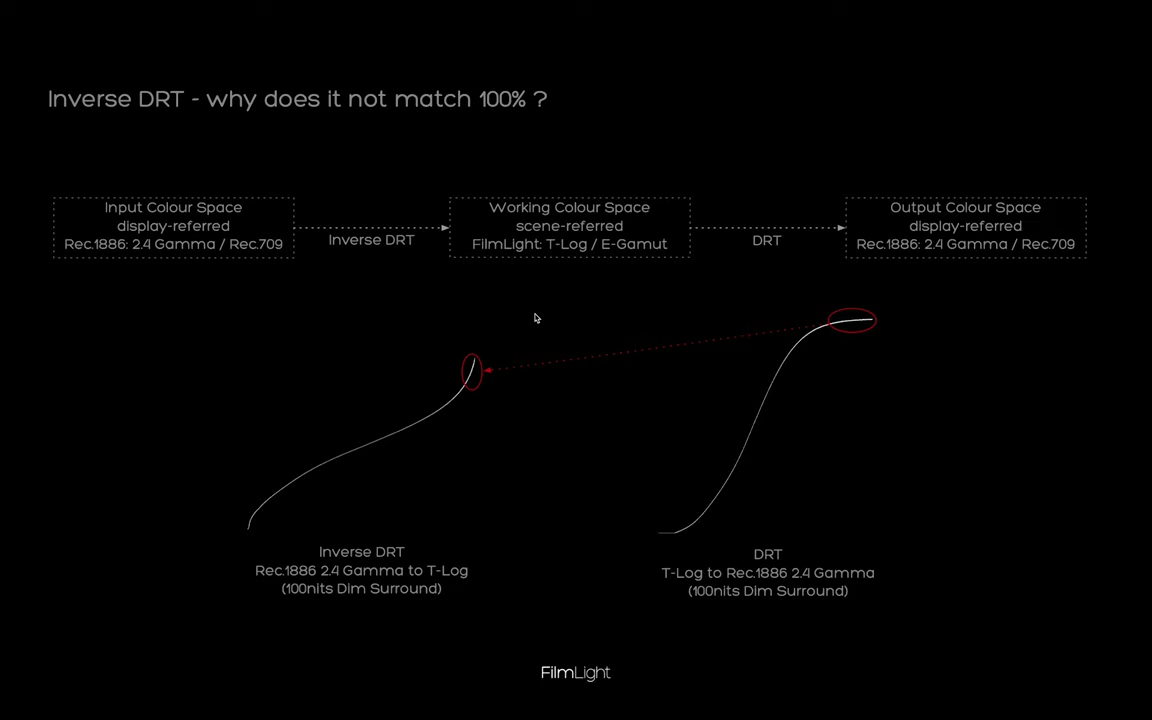 Inverse DRT - why does it not match 100% ?
Input Colour Space
display-referred
Rec.1886: 2.4 Gamma / Rec.709
Inverse DRT
Working Colour Space
scene-referred
FilmLight: T-Log / E-Gamut
DRT
Output Colour Space
display-referred
Rec.1886: 2.4 Gamma / Rec.709
Inverse DRT
Rec.1886 2.4 Gamma to T-Log
(100nits Dim Surround)
DRT
T-Log to Rec.1886 2.4 Gamma
(100nits Dim Surround)
FilmLight